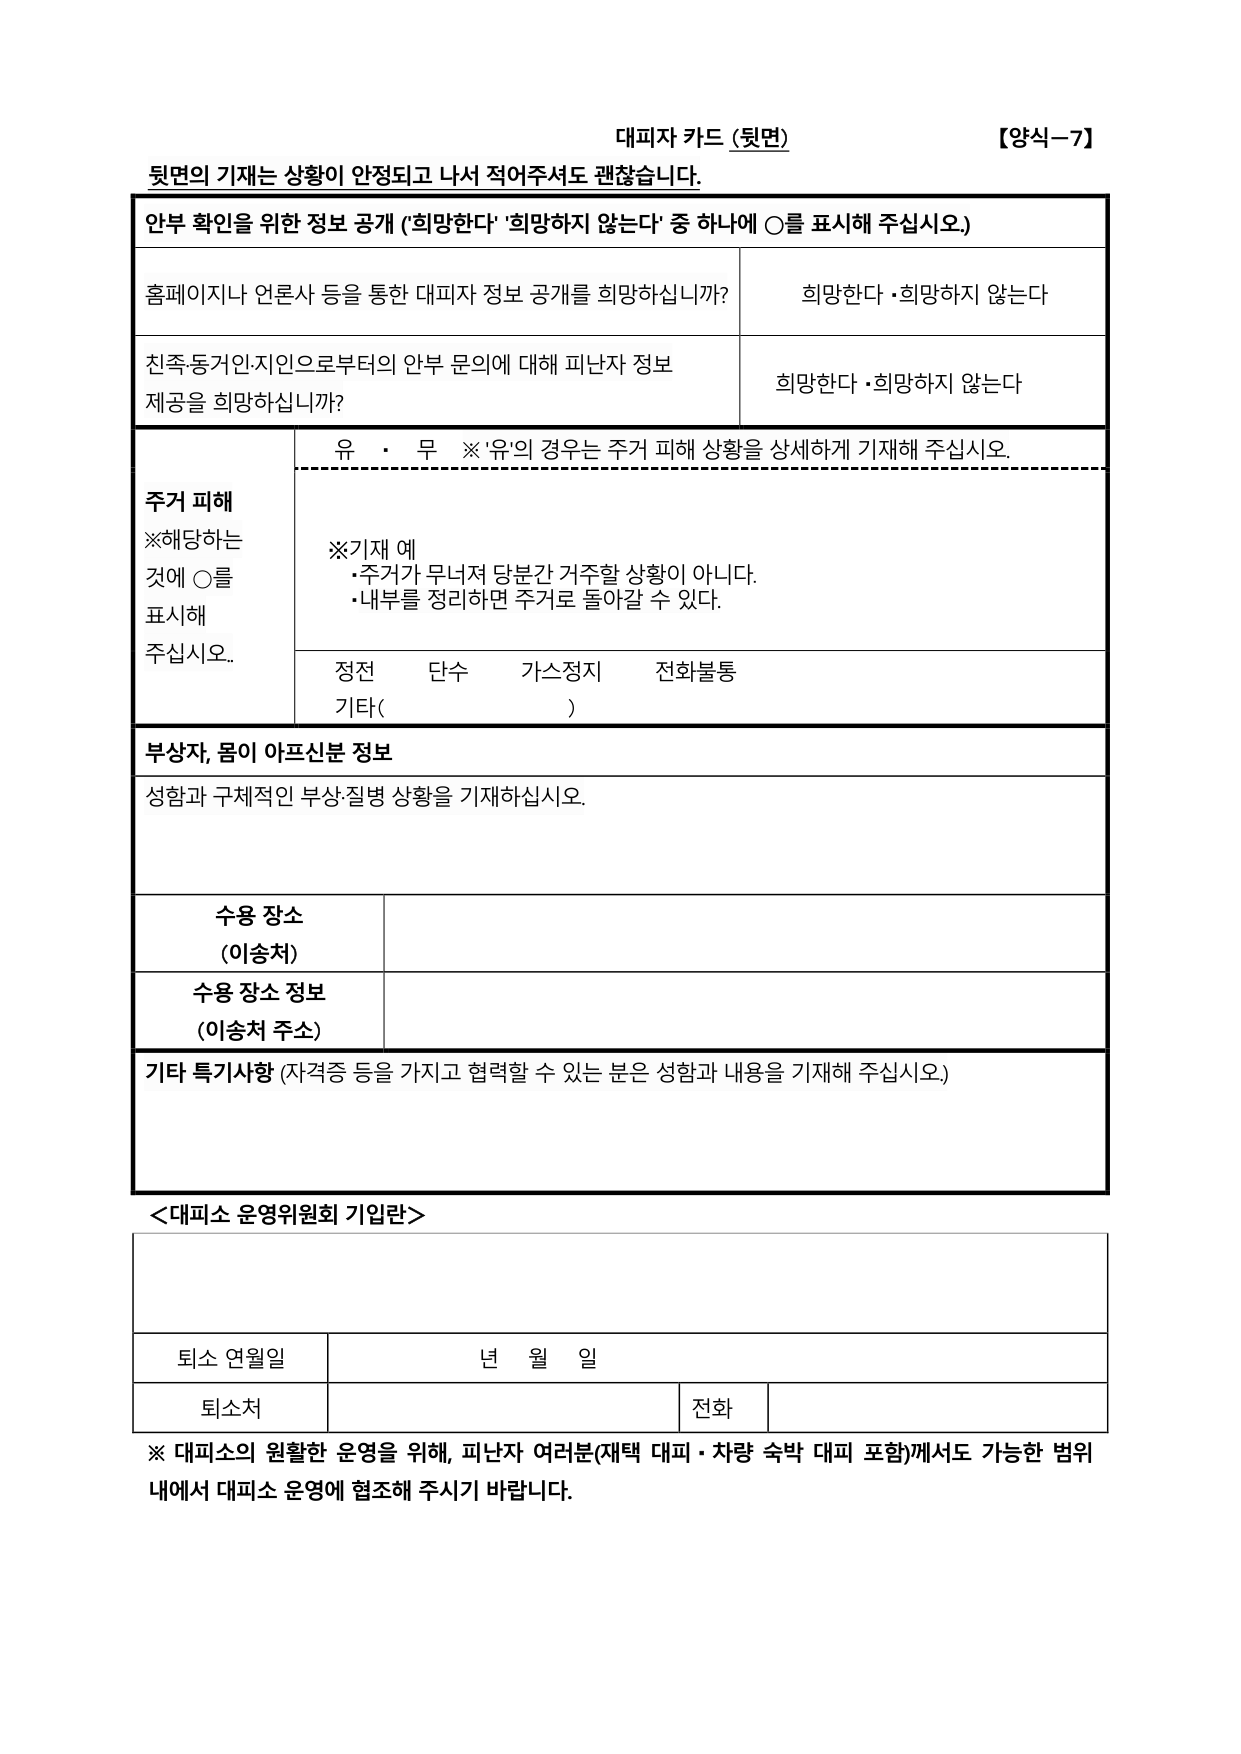 대피자 카드 (뒷면) 【양식—7】
뒷면의 기재는 상황이 안정되고 나서 적어주셔도 괜찮습니다.
안부 확인을 위한 정보 공개 ('희망한다' '희망하지 않는다' 중 하나에 ○를 표시해 주십시오.)
홈페이지나 언론사 등을 통한 대피자 정보 공개를 희망하십니까? 희망한다 ・희망하지 않는다
친족·동거인·지인으로부터의 안부 문의에 대해 피난자 정보
제공을 희망하십니까?
희망한다 ・희망하지 않는다
유 ・ 무 ※ '유'의 경우는 주거 피해 상황을 상세하게 기재해 주십시오.
주거 피해
※해당하는
것에 ○를
표시해
주십시오..
※기재 예
・주거가 무너져 당분간 거주할 상황이 아니다.
・내부를 정리하면 주거로 돌아갈 수 있다.
정전 단수 가스정지 전화불통
기타( )
부상자, 몸이 아프신분 정보
성함과 구체적인 부상·질병 상황을 기재하십시오.
수용 장소
(이송처)
수용 장소 정보
(이송처 주소)
기타 특기사항 (자격증 등을 가지고 협력할 수 있는 분은 성함과 내용을 기재해 주십시오.)
＜대피소 운영위원회 기입란＞
퇴소 연월일 년 월 일
퇴소처 전화
※ 대피소의 원활한 운영을 위해, 피난자 여러분(재택 대피・차량 숙박 대피 포함)께서도 가능한 범위
내에서 대피소 운영에 협조해 주시기 바랍니다.